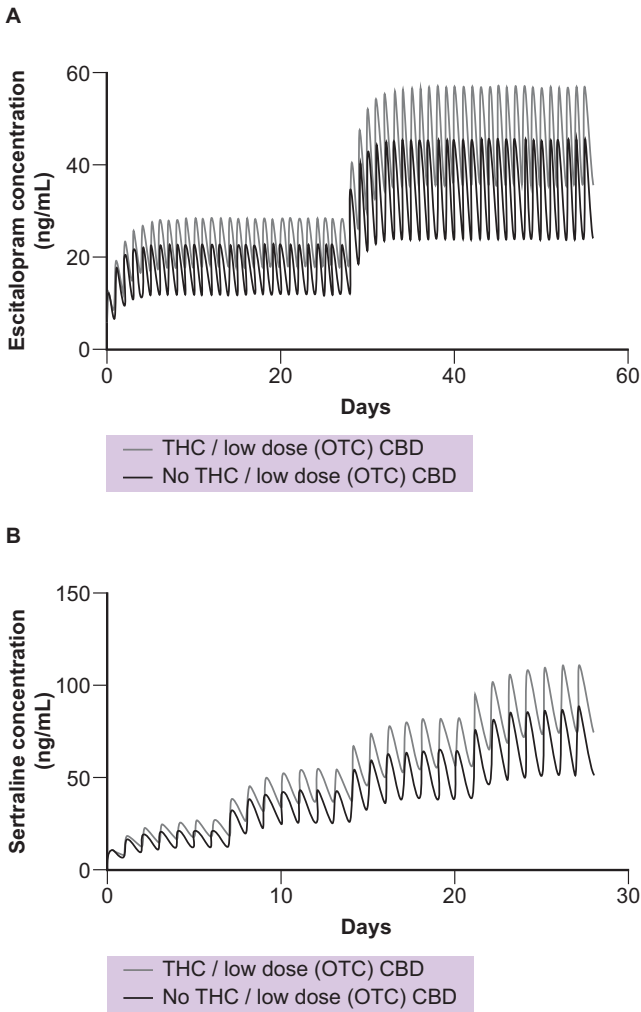 A
Escitalopram concentration
(ng/mL)
60
40
20
0
0 20 40 60
Days
THC / low dose (OTC) CBD
No THC / low dose (OTC) CBD
B
Sertraline concentration
(ng/mL)
150
100
50
0
0 10 20 30
Days
THC / low dose (OTC) CBD
No THC / low dose (OTC) CBD